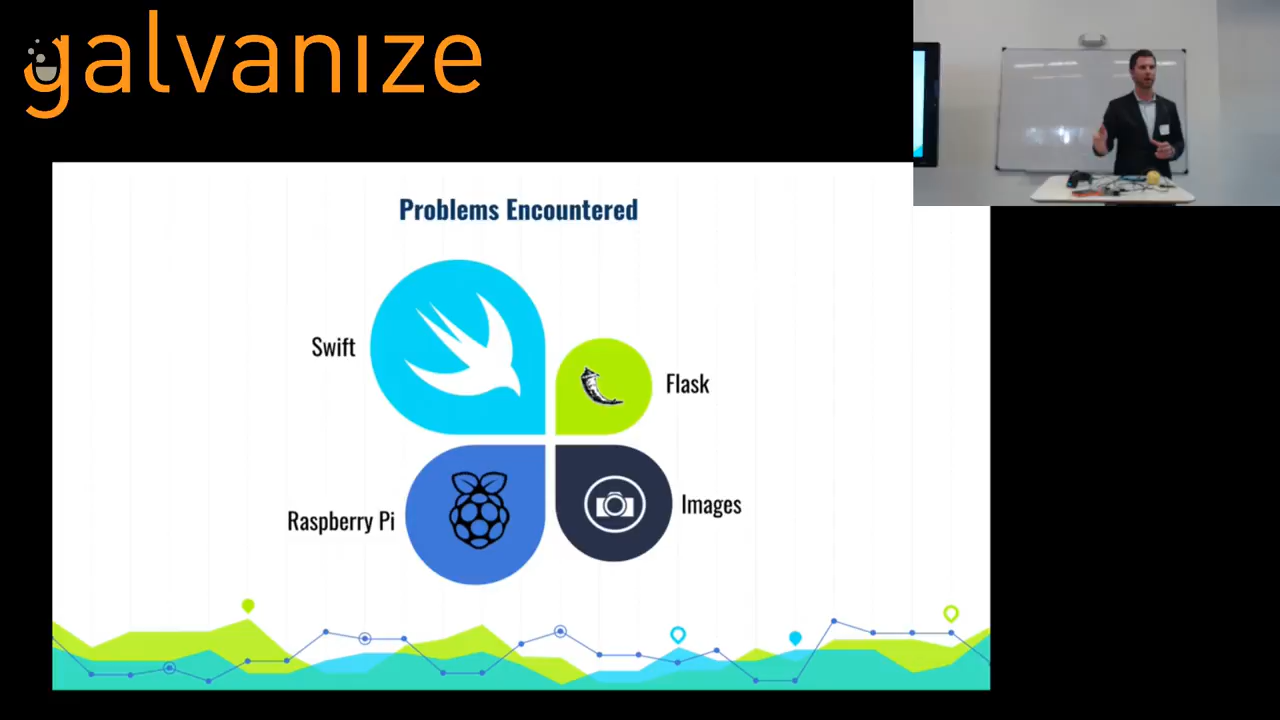 galvanize
Problems Encountered
Swift
Flask
Raspberry Pi
Images